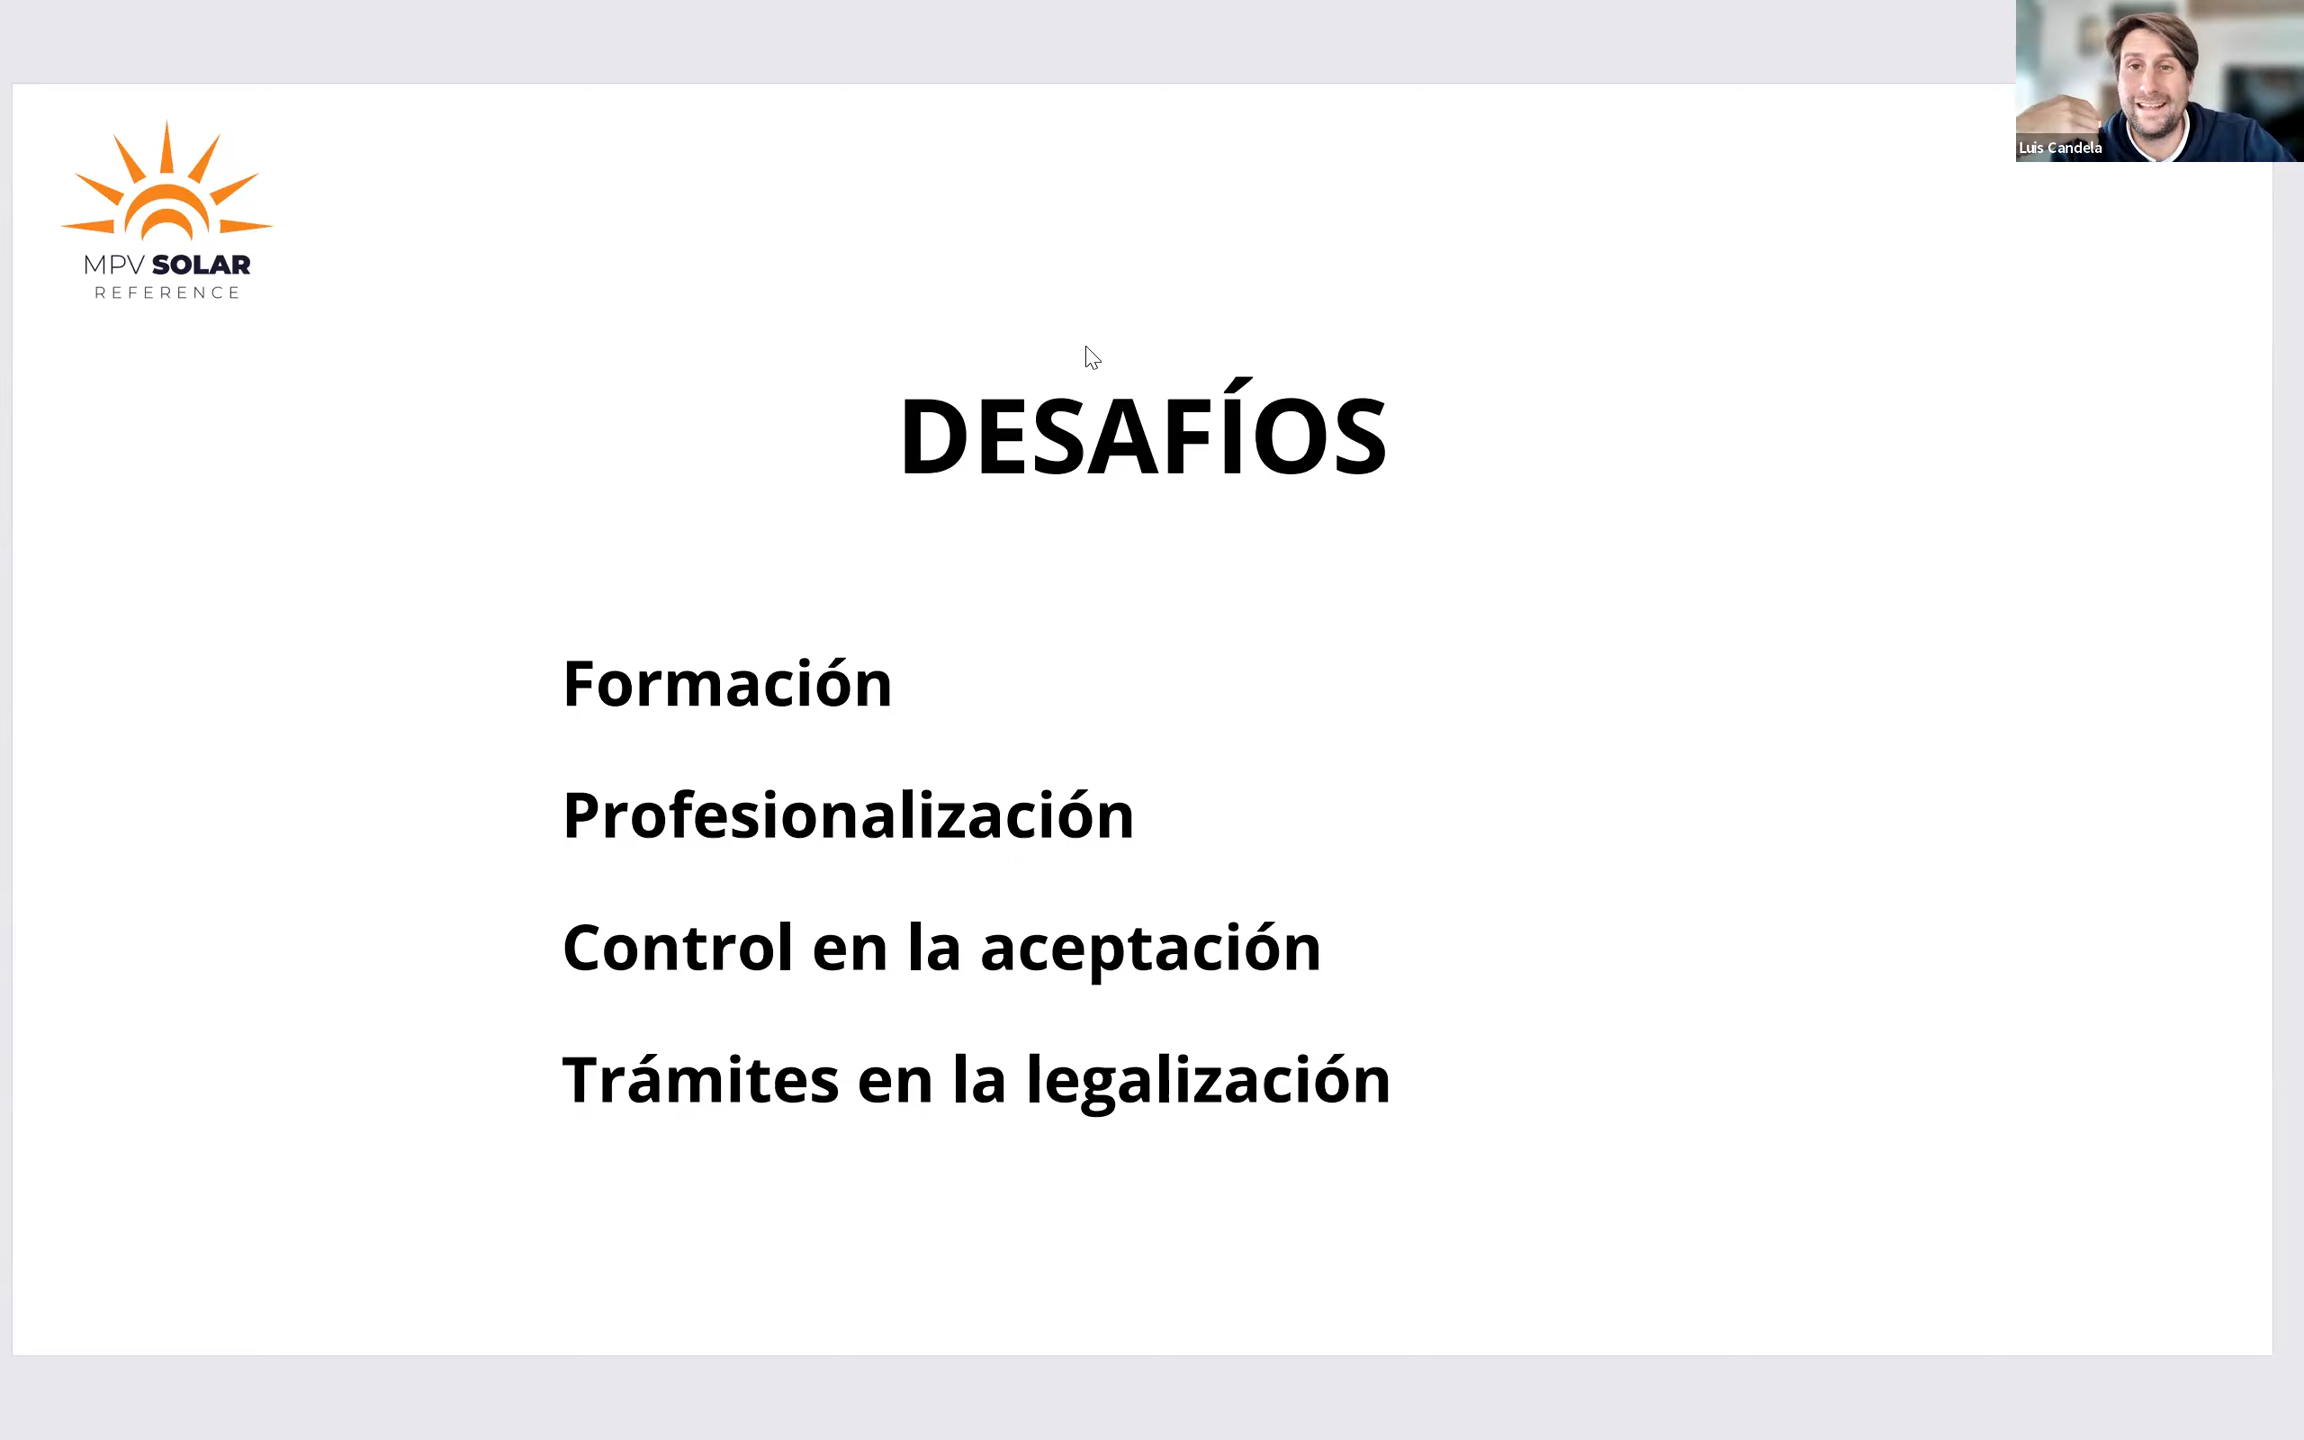 Luis Candela
MPV SOLAR
REFERENCE
DESAFÍOS
Formación
Profesionalización
Control en la aceptación
Trámites en la legalización